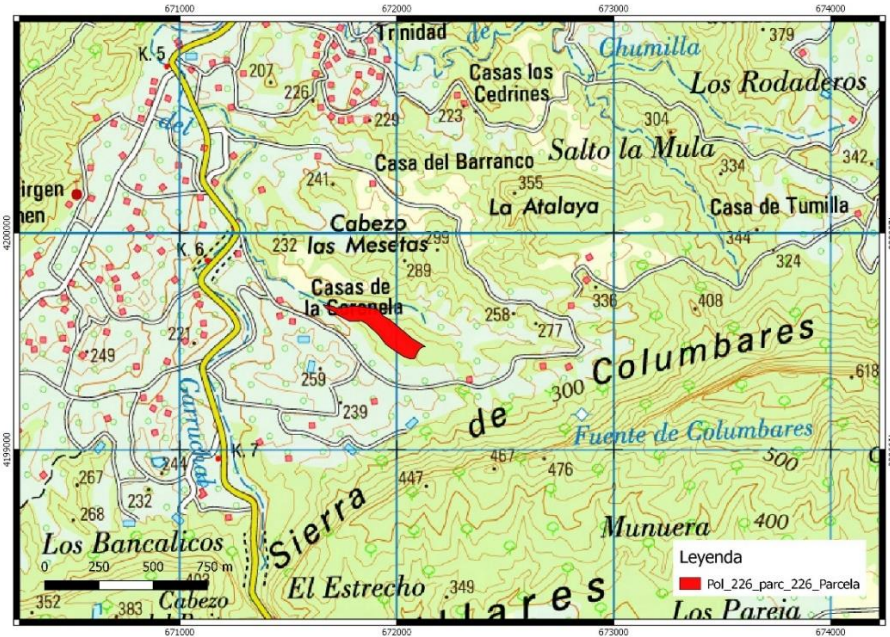 671000 672000 673000 674000
Trinidad de Chumilla 379
K. 5
207
Casas los
Cedrines
Los Rodaderos
226
229 223
304
del
Casa del Barranco Salto la Mula
334 342
241
355
La Atalaya
Casa de Tumilla
Cabezo
las Mesetas
299
344
4200000
K. 6
232
289
324
Casas de
336
408
258
277
221
249
Columbares
618
259
300
239
de
Garruchal
Fuente de Columbares
4199000
K. 7
244
467
476
500
267
447
232
268
Sierra
Munuera
400
Los Bancalicos
Leyenda
Pol_226_parc_226_Parcela
0 250 500 750 m
403
El Estrecho
349
352
383
Cabezo
Los Pareja
671000 672000 673000 674000